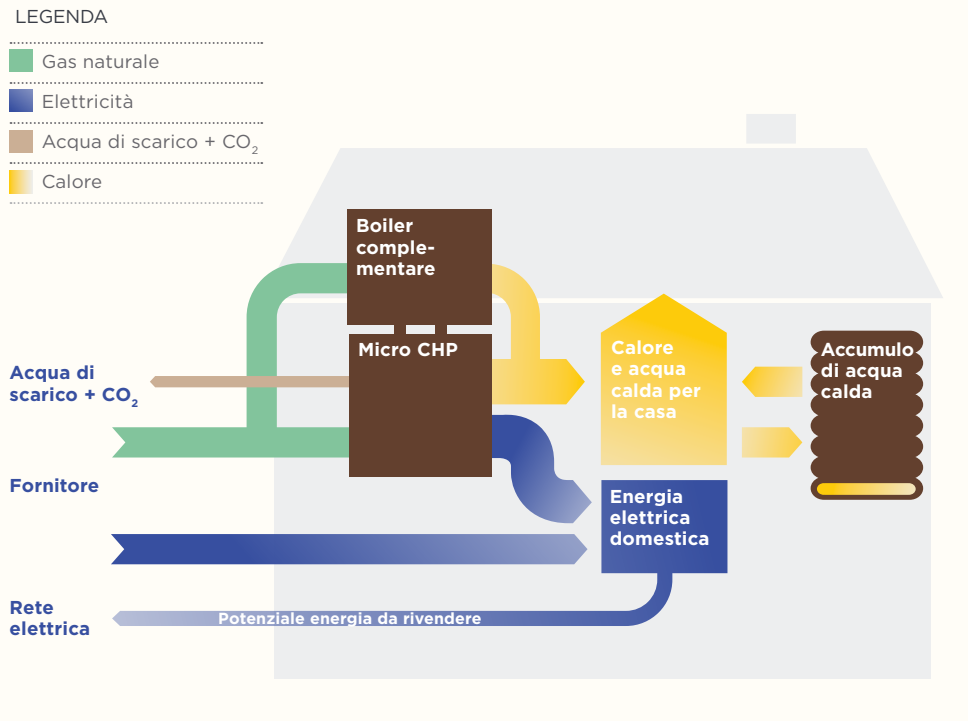 LEGENDA
Gas naturale
Elettricità
Acqua di scarico + CO₂
Calore
Boiler
comple-
mentare
Micro CHP
Calore
e acqua
calda per
la casa
Accumulo
di acqua
calda
Acqua di
scarico + CO₂
Fornitore
Energia
elettrica
domestica
Rete
elettrica
Potenziale energia da rivendere